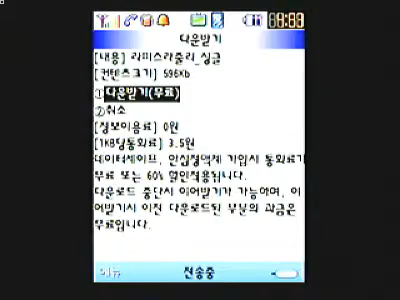 다운받기
[내용] 라피스라줄리_싱글
[컨텐츠크기] 596Kb
①다운받기(무료)
②취소
[정보이용료] 0원
[1KB당통화료] 3.5원
데이터세이프, 안심정액제 가입시 통화료가
무료 또는 60% 할인적용됩니다.
다운로드 중단시 이어받기가 가능하며, 이
어받기시 이전 다운로드된 부분의 과금은
무료입니다.
메뉴 전송중